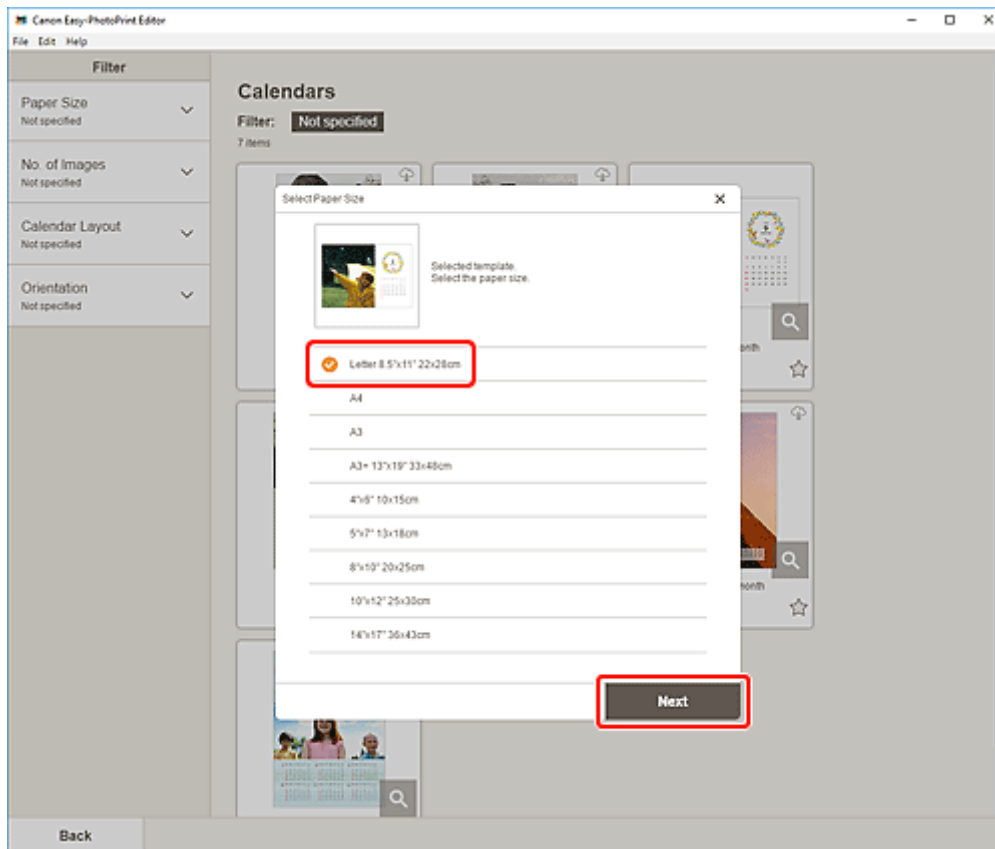 Canon Easy-PhotoPrint Editor
File Edit Help
Filter
Paper Size
Not specified
No. of Images
Not specified
Calendar Layout
Not specified
Orientation
Not specified
Calendars
Filter: Not specified
7 items
Select Paper Size
Selected template.
Select the paper size.
Letter 8.5"x11" 22x28cm
A4
A3
A3+ 13"x19" 33x48cm
4"x6" 10x15cm
5"x7" 13x18cm
8"x10" 20x25cm
10"x12" 25x30cm
14"x17" 36x43cm
Next
onth
month
Back